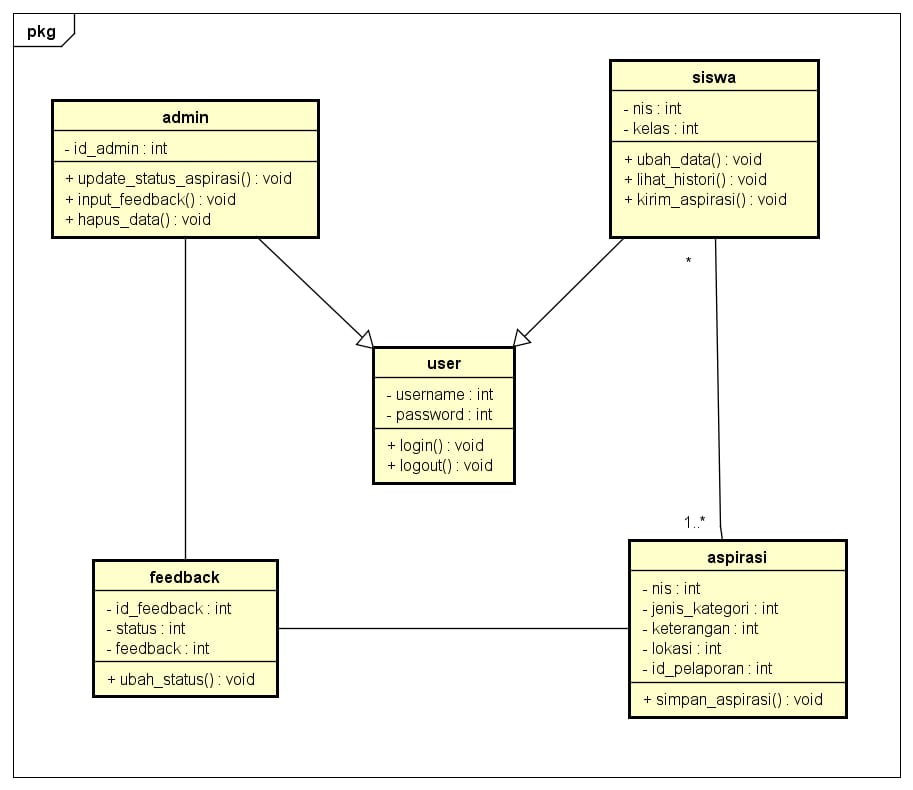 pkg
admin
- id_admin : int
+ update_status_aspirasi() : void
+ input_feedback() : void
+ hapus_data() : void
siswa
- nis : int
- kelas : int
+ ubah_data() : void
+ lihat_histori() : void
+ kirim_aspirasi() : void
*
user
- username : int
- password : int
+ login() : void
+ logout() : void
1..*
feedback
- id_feedback : int
- status : int
- feedback : int
+ ubah_status() : void
aspirasi
- nis : int
- jenis_kategori : int
- keterangan : int
- lokasi : int
- id_pelaporan : int
+ simpan_aspirasi() : void